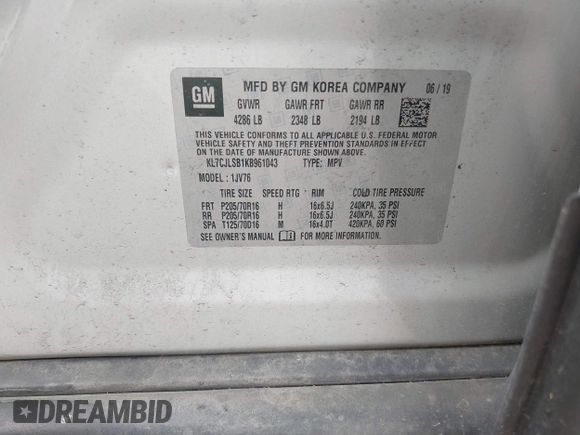 GM MFD BY GM KOREA COMPANY 06/19
GVWR GAWR FRT GAWR RR
4286 LB 2348 LB 2194 LB
THIS VEHICLE CONFORMS TO ALL APPLICABLE U.S. FEDERAL MOTOR
VEHICLE SAFETY AND THEFT PREVENTION STANDARDS IN EFFECT ON
THE DATE OF MANUFACTURE SHOWN ABOVE.
KL7CJLSB1KB961043 TYPE: MPV
MODEL: 1JV76
TIRE SIZE SPEED RTG RIM COLD TIRE PRESSURE
FRT P205/70R16 H 16x6.5J 240KPA, 35 PSI
RR P205/70R16 H 16x6.5J 240KPA, 35 PSI
SPA T125/70D16 M 16x4.0T 420KPA, 60 PSI
SEE OWNER'S MANUAL FOR MORE INFORMATION.
DREAMBID